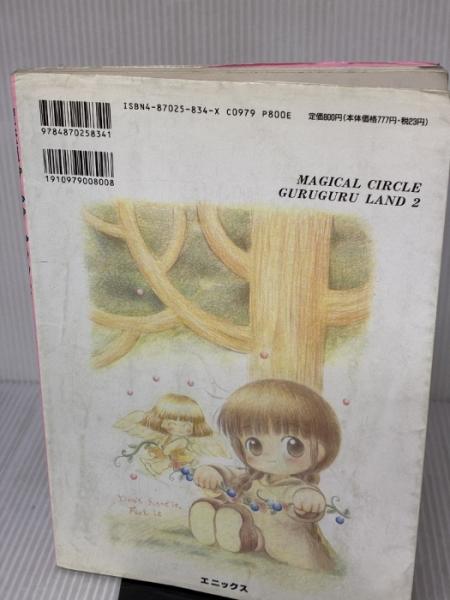 ISBN4-87025-834-X C0979 P800E
定価800円(本体価格777円・税23円)
9784870258341
1910979008008
MAGICAL CIRCLE
GURUGURU LAND 2
エニックス